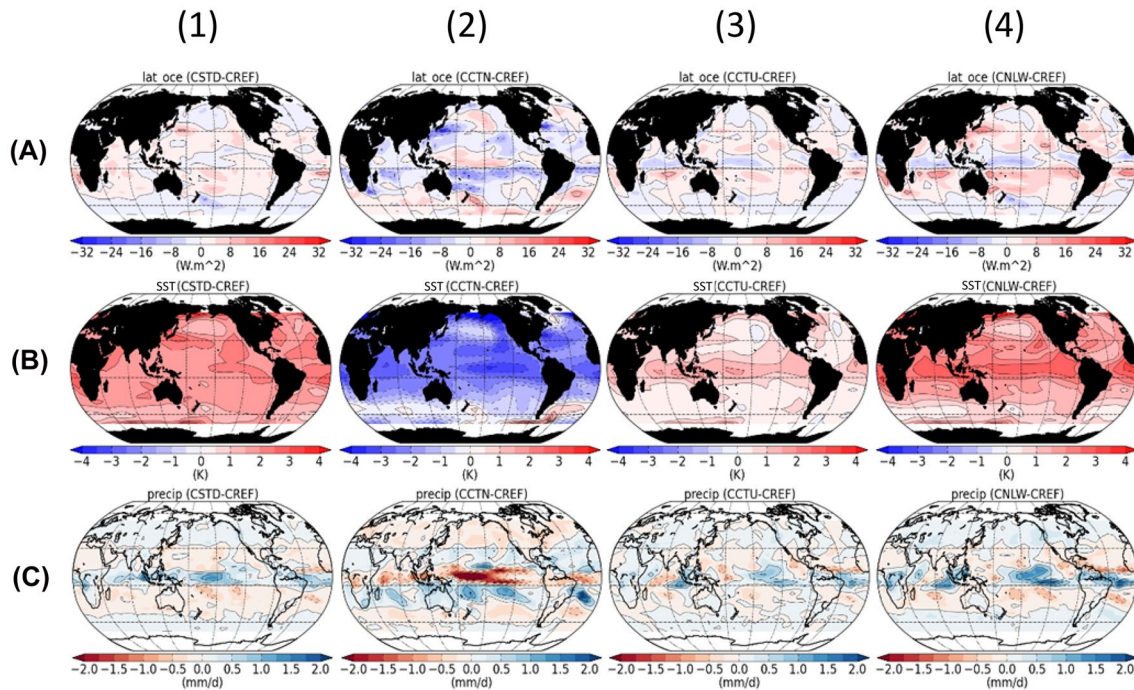 (1) (2) (3) (4)
(A)
lat_oce (CSTD-CREF) lat_oce (CCTN-CREF) lat_oce (CCTU-CREF) lat_oce (CNLW-CREF)
−32 −24 −16 −8 0 8 16 24 32 −32 −24 −16 −8 0 8 16 24 32 −32 −24 −16 −8 0 8 16 24 32 −32 −24 −16 −8 0 8 16 24 32
(W.m^2) (W.m^2) (W.m^2) (W.m^2)
(B)
SST (CSTD-CREF) SST (CCTN-CREF) SST (CCTU-CREF) SST (CNLW-CREF)
−4 −3 −2 −1 0 1 2 3 4 −4 −3 −2 −1 0 1 2 3 4 −4 −3 −2 −1 0 1 2 3 4 −4 −3 −2 −1 0 1 2 3 4
(K) (K) (K) (K)
(C)
precip (CSTD-CREF) precip (CCTN-CREF) precip (CCTU-CREF) precip (CNLW-CREF)
−2.0 −1.5 −1.0 −0.5 0.0 0.5 1.0 1.5 2.0 −2.0 −1.5 −1.0 −0.5 0.0 0.5 1.0 1.5 2.0 −2.0 −1.5 −1.0 −0.5 0.0 0.5 1.0 1.5 2.0 −2.0 −1.5 −1.0 −0.5 0.0 0.5 1.0 1.5 2.0
(mm/d) (mm/d) (mm/d) (mm/d)